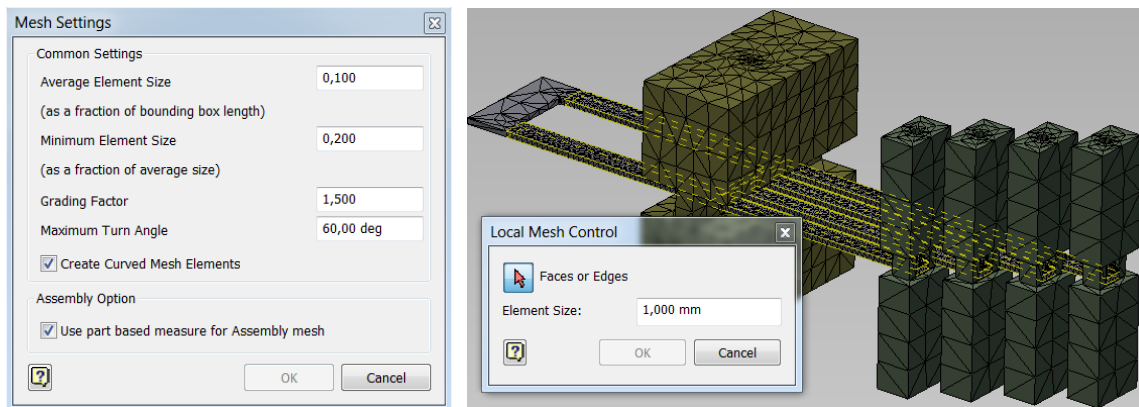 Mesh Settings
Common Settings
Average Element Size
0,100
(as a fraction of bounding box length)
Minimum Element Size
0,200
(as a fraction of average size)
Grading Factor
1,500
Maximum Turn Angle
60,00 deg
Create Curved Mesh Elements
Assembly Option
Use part based measure for Assembly mesh
?
OK
Cancel
Local Mesh Control
Faces or Edges
Element Size:
1,000 mm
?
OK
Cancel